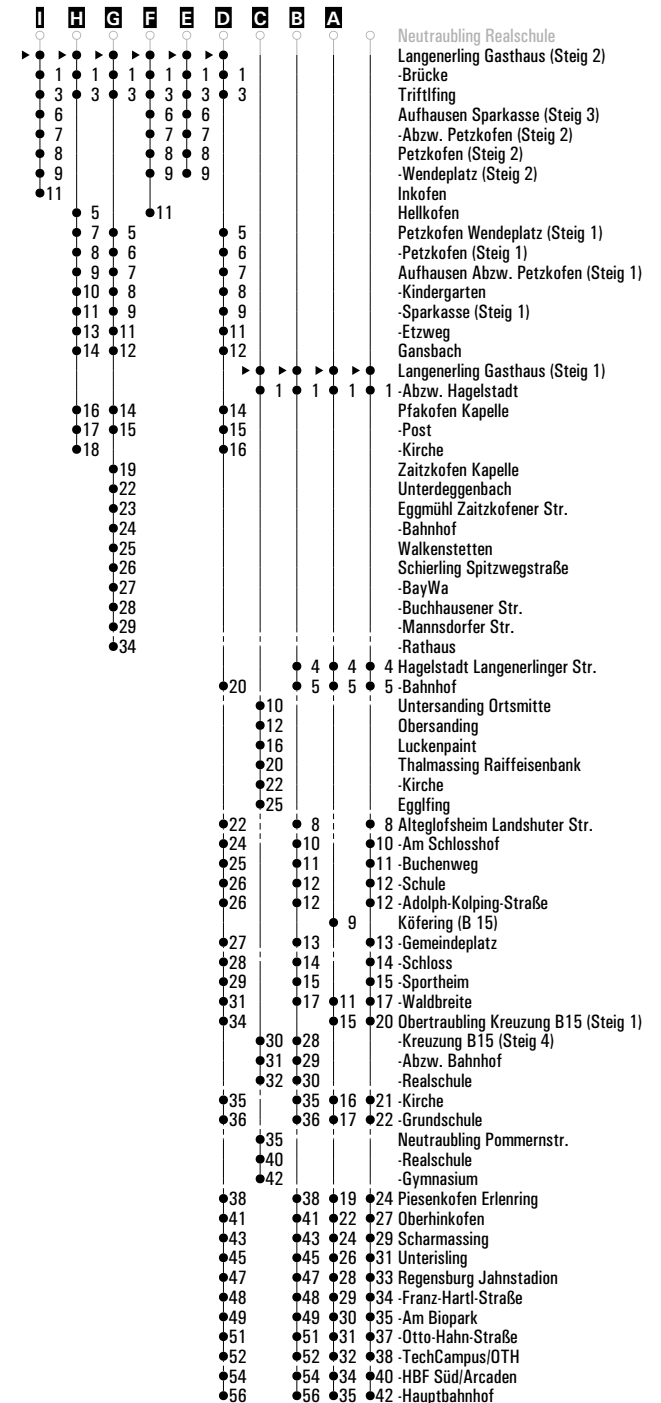 I H G F E D C B A
Neutraubling Realschule
Langenerling Gasthaus (Steig 2)
1 1 1 1 1 1 -Brücke
3 3 3 3 3 3 Triftlfing
6 6 6 Aufhausen Sparkasse (Steig 3)
7 7 7 -Abzw. Petzkofen (Steig 2)
8 8 8 Petzkofen (Steig 2)
9 9 9 -Wendeplatz (Steig 2)
11 Inkofen
5 11 Hellkofen
7 5 5 Petzkofen Wendeplatz (Steig 1)
8 6 6 -Petzkofen (Steig 1)
9 7 7 Aufhausen Abzw. Petzkofen (Steig 1)
10 8 8 -Kindergarten
11 9 9 -Sparkasse (Steig 1)
13 11 11 -Etzweg
14 12 12 Gansbach
Langenerling Gasthaus (Steig 1)
1 1 1 1 -Abzw. Hagelstadt
16 14 14 Pfakofen Kapelle
17 15 15 -Post
18 16 -Kirche
19 Zaitzkofen Kapelle
22 Unterdeggenbach
23 Eggmühl Zaitzkofener Str.
24 -Bahnhof
25 Walkenstetten
26 Schierling Spitzwegstraße
27 -BayWa
28 -Buchhausener Str.
29 -Mannsdorfer Str.
34 -Rathaus
4 4 4 Hagelstadt Langenerlinger Str.
20 5 5 5 -Bahnhof
10 Untersanding Ortsmitte
12 Obersanding
16 Luckenpaint
20 Thalmassing Raiffeisenbank
22 -Kirche
25 Egglfing
22 8 8 Alteglofsheim Landshuter Str.
24 10 10 -Am Schlosshof
25 11 11 -Buchenweg
26 12 12 -Schule
26 12 12 -Adolph-Kolping-Straße
9 Köfering (B 15)
27 13 13 -Gemeindeplatz
28 14 14 -Schloss
29 15 15 -Sportheim
31 17 11 17 -Waldbreite
34 15 20 Obertraubling Kreuzung B15 (Steig 1)
30 28 -Kreuzung B15 (Steig 4)
31 29 -Abzw. Bahnhof
32 30 -Realschule
35 35 16 21 -Kirche
36 36 17 22 -Grundschule
35 Neutraubling Pommernstr.
40 -Realschule
42 -Gymnasium
38 38 19 24 Piesenkofen Erlenring
41 41 22 27 Oberhinkofen
43 43 24 29 Scharmassing
45 45 26 31 Unterisling
47 47 28 33 Regensburg Jahnstadion
48 48 29 34 -Franz-Hartl-Straße
49 49 30 35 -Am Biopark
51 51 31 37 -Otto-Hahn-Straße
52 52 32 38 -TechCampus/OTH
54 54 34 40 -HBF Süd/Arcaden
56 56 35 42 -Hauptbahnhof